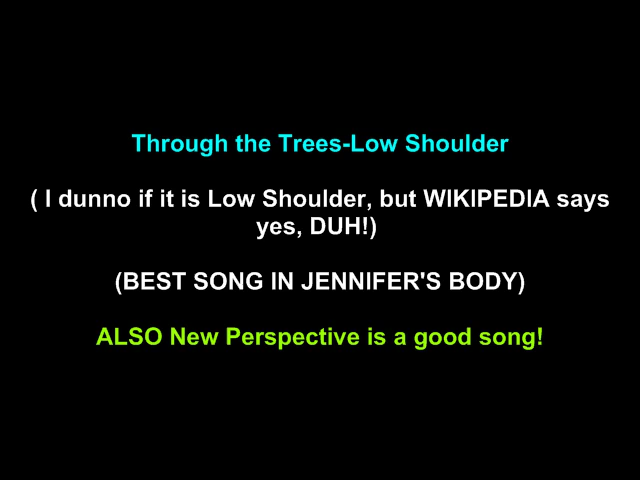 Through the Trees-Low Shoulder
( I dunno if it is Low Shoulder, but WIKIPEDIA says
yes, DUH!)
(BEST SONG IN JENNIFER'S BODY)
ALSO New Perspective is a good song!